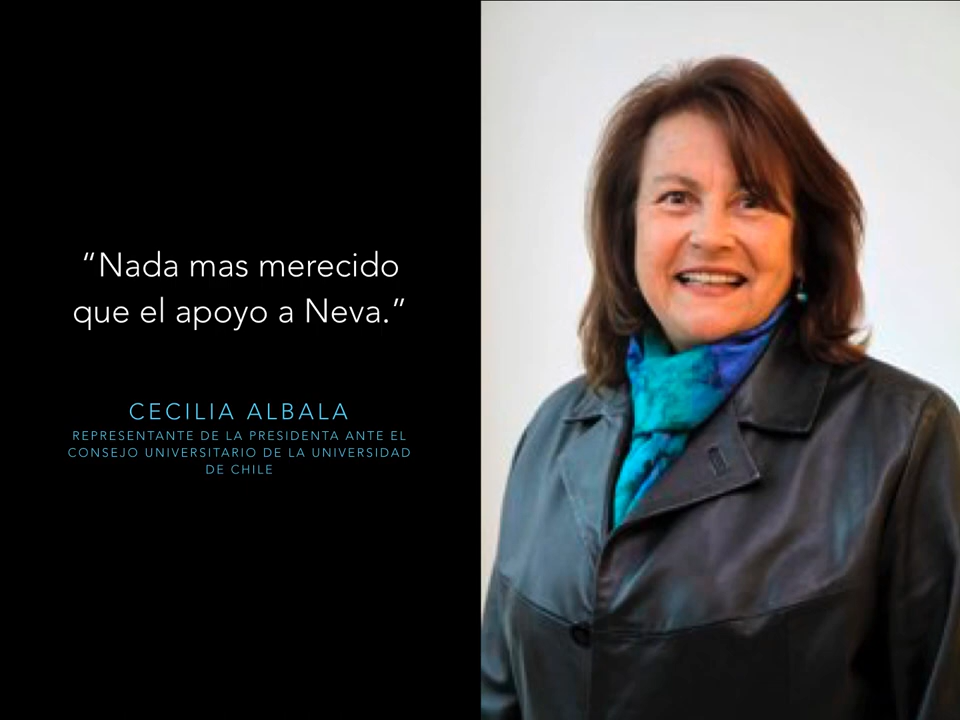 “Nada mas merecido
que el apoyo a Neva.”
CECILIA ALBALA
REPRESENTANTE DE LA PRESIDENTA ANTE EL
CONSEJO UNIVERSITARIO DE LA UNIVERSIDAD
DE CHILE